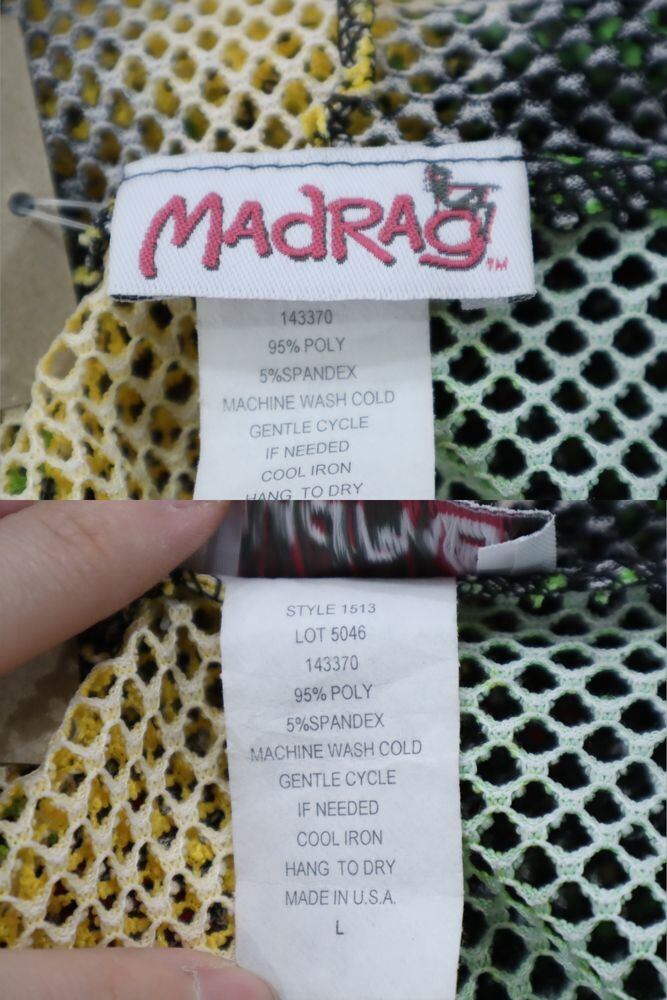 MADRAG
TM
143370
95% POLY
5%SPANDEX
MACHINE WASH COLD
GENTLE CYCLE
IF NEEDED
COOL IRON
HANG TO DRY
STYLE 1513
LOT 5046
143370
95% POLY
5%SPANDEX
MACHINE WASH COLD
GENTLE CYCLE
IF NEEDED
COOL IRON
HANG TO DRY
MADE IN U.S.A.
L